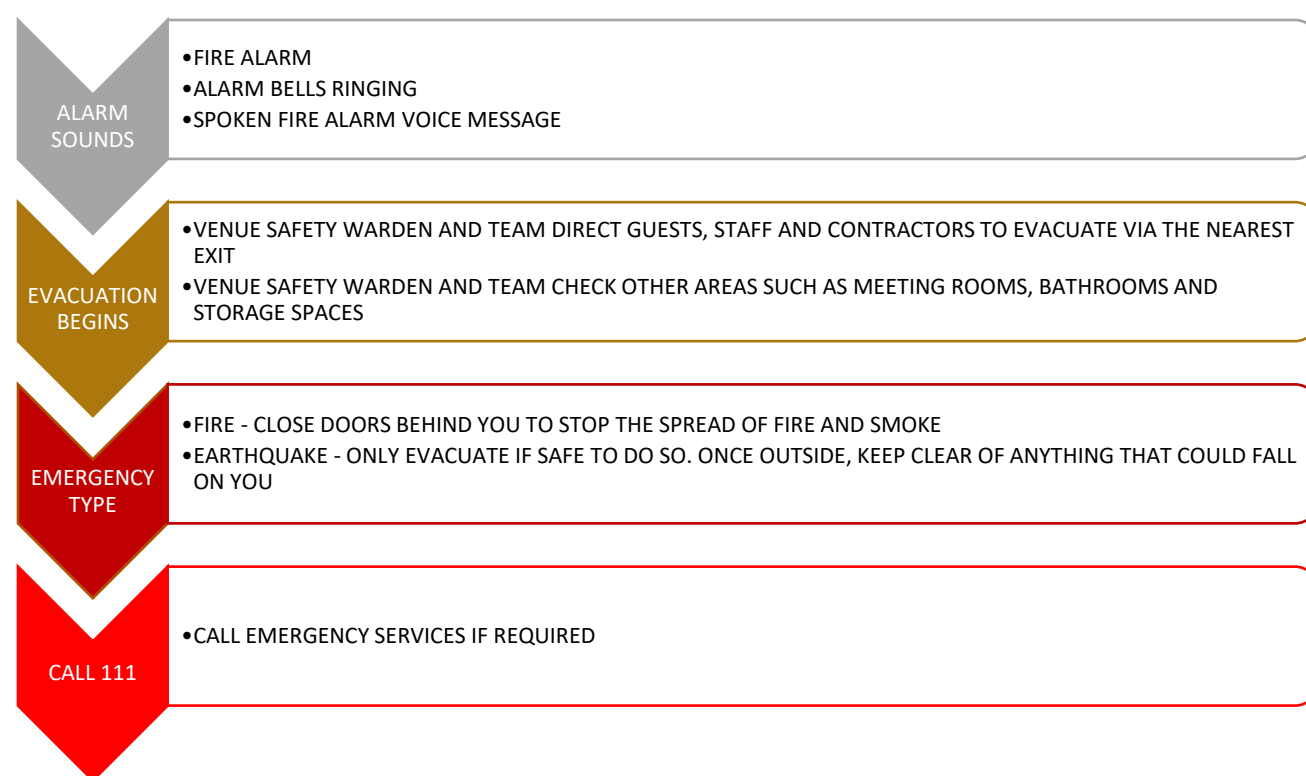 ALARM
SOUNDS
•FIRE ALARM
•ALARM BELLS RINGING
•SPOKEN FIRE ALARM VOICE MESSAGE
EVACUATION
BEGINS
•VENUE SAFETY WARDEN AND TEAM DIRECT GUESTS, STAFF AND CONTRACTORS TO EVACUATE VIA THE NEAREST
EXIT
•VENUE SAFETY WARDEN AND TEAM CHECK OTHER AREAS SUCH AS MEETING ROOMS, BATHROOMS AND
STORAGE SPACES
EMERGENCY
TYPE
•FIRE - CLOSE DOORS BEHIND YOU TO STOP THE SPREAD OF FIRE AND SMOKE
•EARTHQUAKE - ONLY EVACUATE IF SAFE TO DO SO. ONCE OUTSIDE, KEEP CLEAR OF ANYTHING THAT COULD FALL
ON YOU
CALL 111
•CALL EMERGENCY SERVICES IF REQUIRED